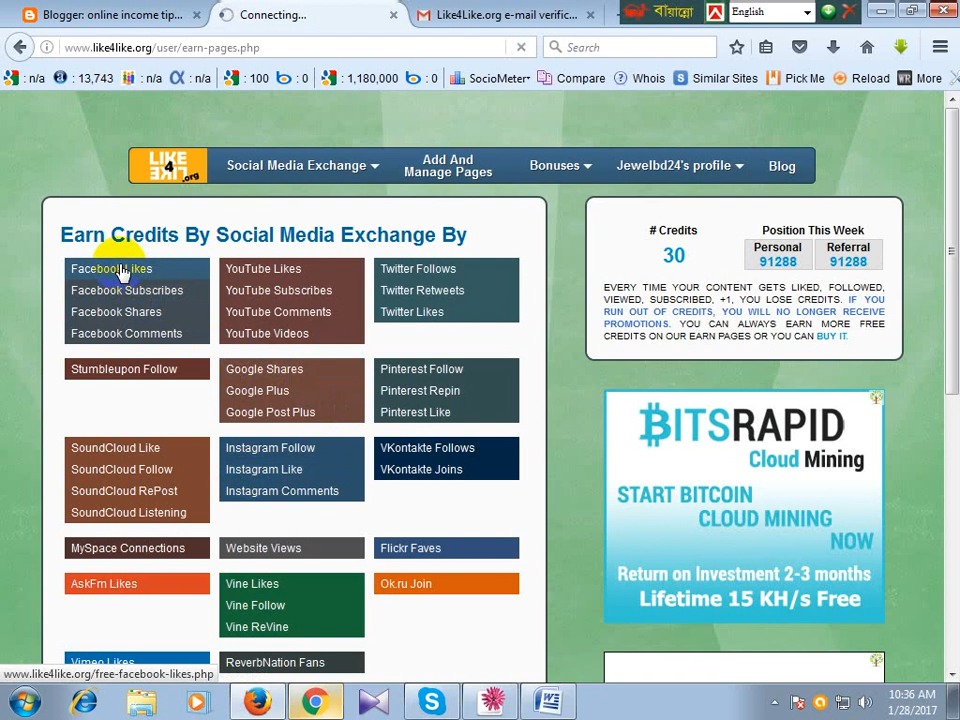 Blogger: online income tip... ×
Connecting... ×
Like4Like.org e-mail verific... ×
বায়ান্নো
English
www.like4like.org/user/earn-pages.php
Search
: n/a
: 13,743
: n/a
: n/a
: 100
: 0
: 1,180,000
: 0
SocioMeter
Compare
Whois
Similar Sites
Pick Me
Reload
WR More
LIKE
4
LIKE
.org
Social Media Exchange
Add And
Manage Pages
Bonuses
Jewelbd24's profile
Blog
Earn Credits By Social Media Exchange By
Facebook Likes
YouTube Likes
Twitter Follows
Facebook Subscribes
YouTube Subscribes
Twitter Retweets
Facebook Shares
YouTube Comments
Twitter Likes
Facebook Comments
YouTube Videos
Stumbleupon Follow
Google Shares
Pinterest Follow
Google Plus
Pinterest Repin
Google Post Plus
Pinterest Like
SoundCloud Like
Instagram Follow
VKontakte Follows
SoundCloud Follow
Instagram Like
VKontakte Joins
SoundCloud RePost
Instagram Comments
SoundCloud Listening
MySpace Connections
Website Views
Flickr Faves
AskFm Likes
Vine Likes
Ok.ru Join
Vine Follow
Vine ReVine
Vimeo Likes
ReverbNation Fans
# Credits
30
Position This Week
Personal
91288
Referral
91288
EVERY TIME YOUR CONTENT GETS LIKED, FOLLOWED,
VIEWED, SUBSCRIBED, +1, YOU LOSE CREDITS. IF YOU
RUN OUT OF CREDITS, YOU WILL NO LONGER RECEIVE
PROMOTIONS. YOU CAN ALWAYS EARN MORE FREE
CREDITS ON OUR EARN PAGES OR YOU CAN BUY IT.
BITSRAPID
Cloud Mining
START BITCOIN
CLOUD MINING
NOW
Return on Investment 2-3 months
Lifetime 15 KH/s Free
www.like4like.org/free-facebook-likes.php
10:36 AM
1/28/2017